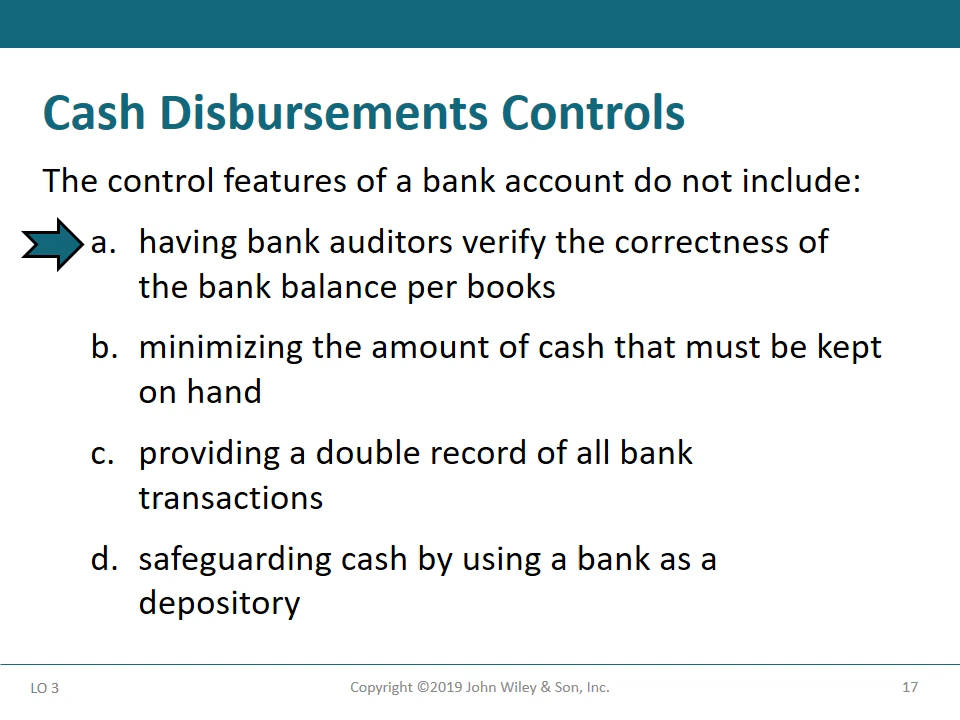 Cash Disbursements Controls
The control features of a bank account do not include:
a. having bank auditors verify the correctness of
the bank balance per books
b. minimizing the amount of cash that must be kept
on hand
c. providing a double record of all bank
transactions
d. safeguarding cash by using a bank as a
depository
LO 3
Copyright ©2019 John Wiley & Son, Inc.
17